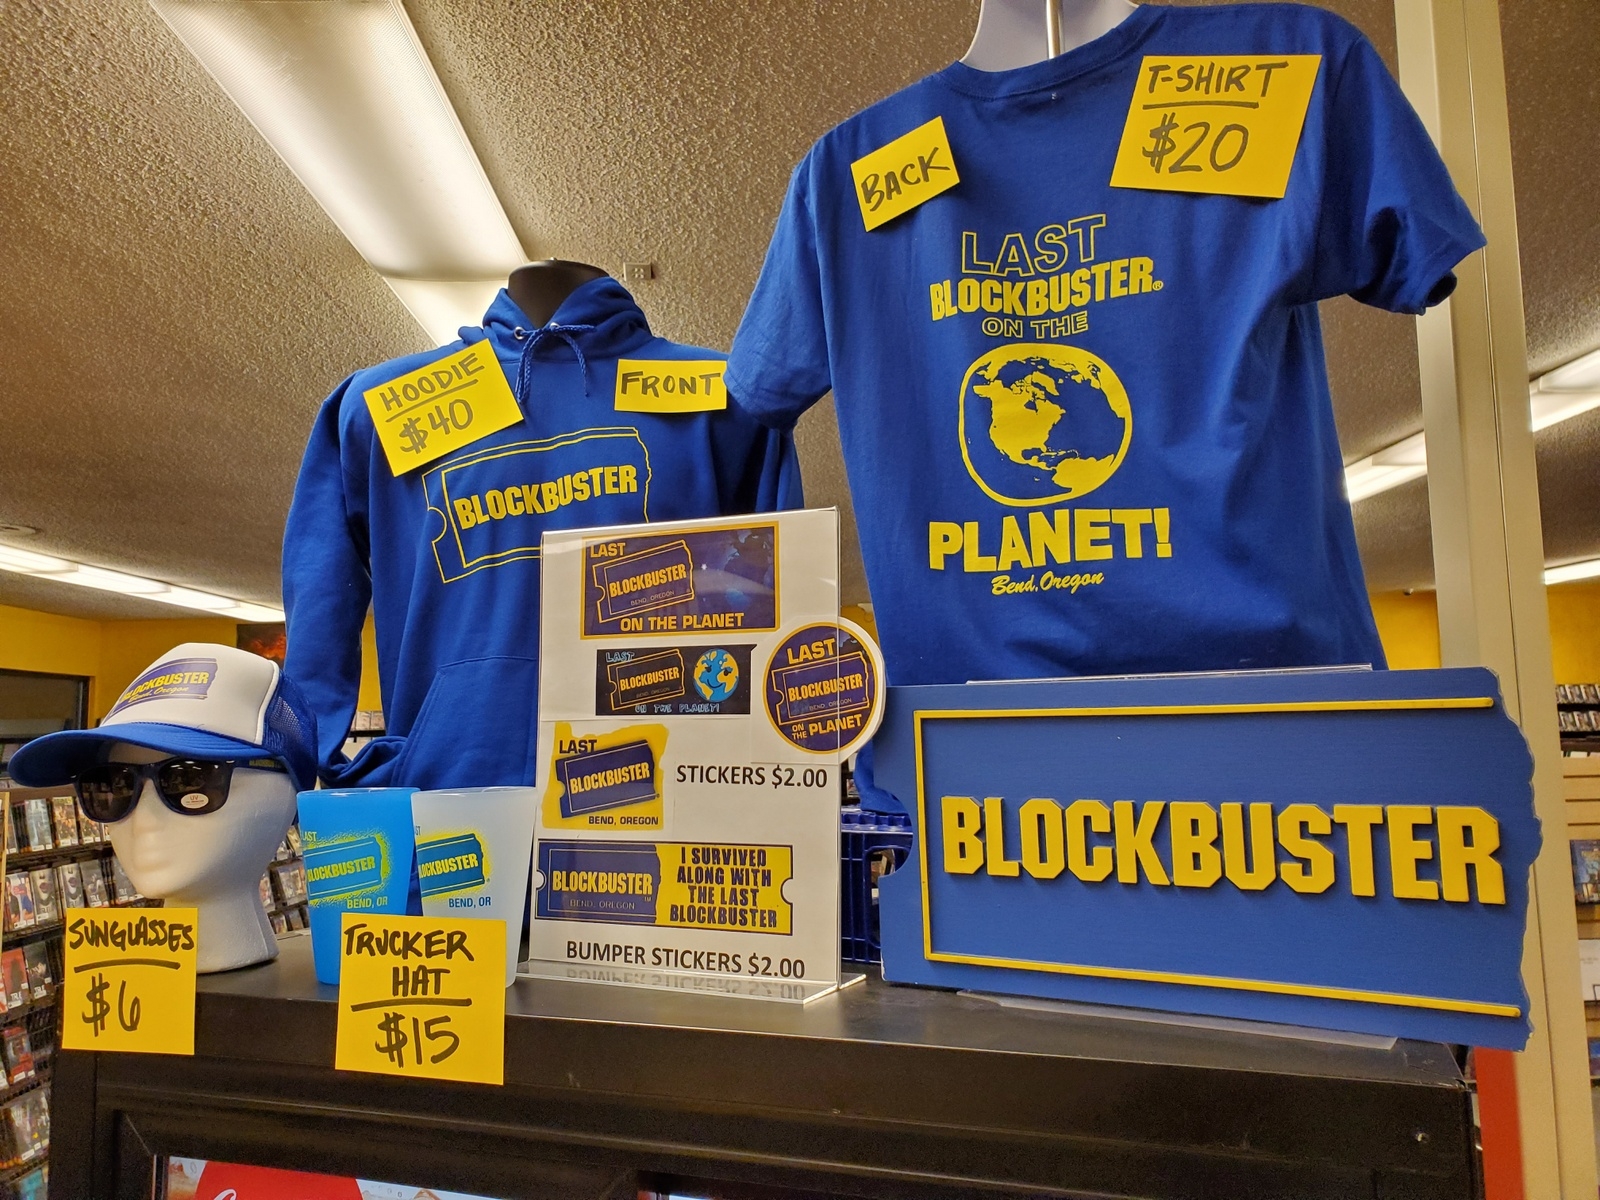 T-SHIRT
$20
BACK
LAST
BLOCKBUSTER®
ON THE
PLANET!
Bend, Oregon
HOODIE
$40
FRONT
BLOCKBUSTER
LAST
BLOCKBUSTER
BEND, OREGON
ON THE PLANET
LAST
BLOCKBUSTER
ON THE PLANET!
LAST
BLOCKBUSTER
BEND, OREGON
ON THE PLANET
LAST
BLOCKBUSTER
BEND, OREGON
STICKERS $2.00
BLOCKBUSTER
BEND, OREGON
I SURVIVED
ALONG WITH
THE LAST
BLOCKBUSTER
BUMPER STICKERS $2.00
BLOCKBUSTER
BLOCKBUSTER
Bend, Oregon
BLOCKBUSTER
BEND, OR
BLOCKBUSTER
BEND, OR
SUNGLASSES
$6
TRUCKER
HAT
$15